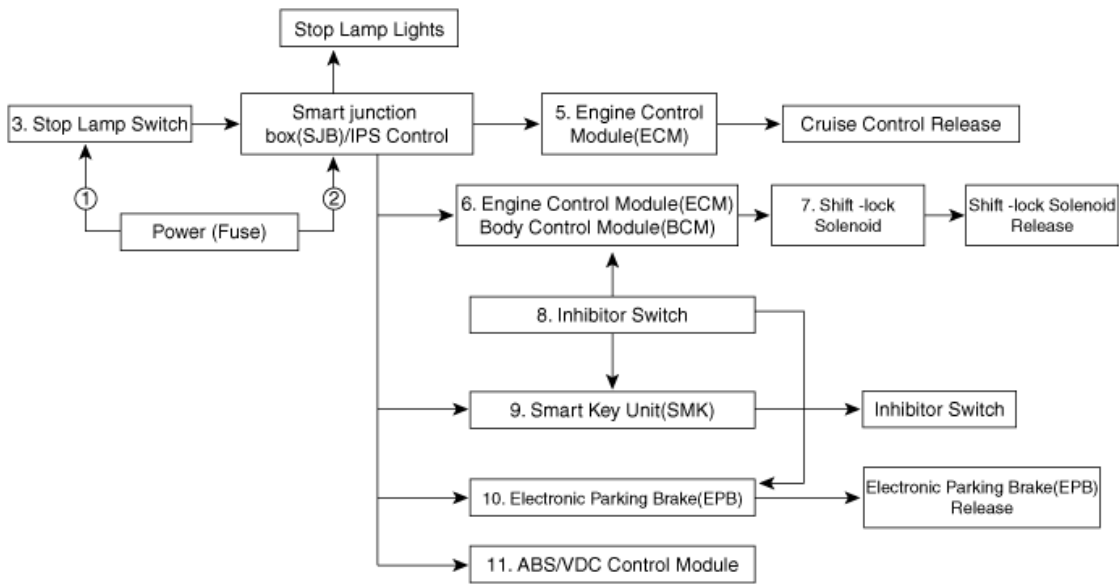 Stop Lamp Lights
3. Stop Lamp Switch
Smart junction
box(SJB)/IPS Control
5. Engine Control
Module(ECM)
Cruise Control Release
1
2
Power (Fuse)
6. Engine Control Module(ECM)
Body Control Module(BCM)
7. Shift -lock
Solenoid
Shift -lock Solenoid
Release
8. Inhibitor Switch
9. Smart Key Unit(SMK)
Inhibitor Switch
10. Electronic Parking Brake(EPB)
Electronic Parking Brake(EPB)
Release
11. ABS/VDC Control Module